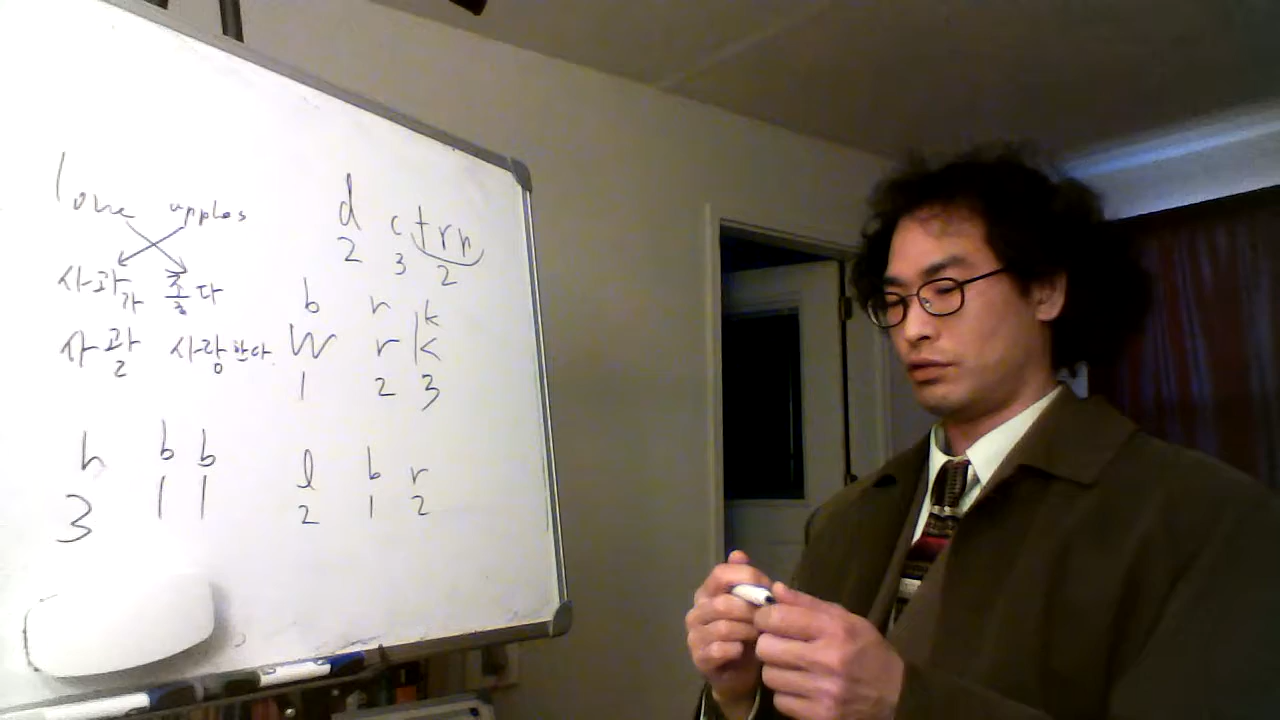 love apples
사과가 좋다
사과 사랑한다.
2
d c trn
2 3 2
b r k
w r k
1 2 3
h b b
3 1 1
l b r
2 1 2